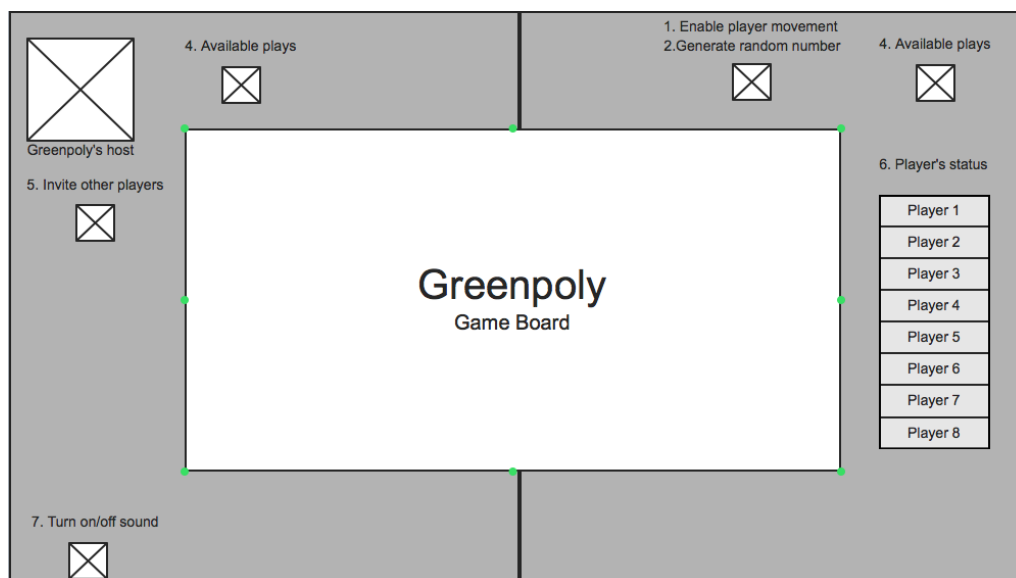 4. Available plays
1. Enable player movement
2.Generate random number
4. Available plays
Greenpoly's host
5. Invite other players
6. Player's status
Player 1
Player 2
Player 3
Player 4
Player 5
Player 6
Player 7
Player 8
Greenpoly
Game Board
7. Turn on/off sound